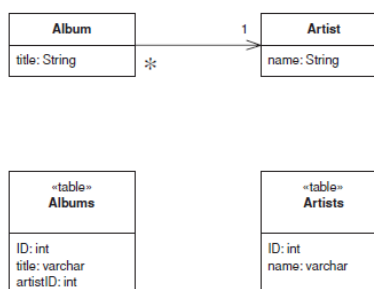 Album
1
Artist
title: String
*
name: String
«table»
Albums
«table»
Artists
ID: int
title: varchar
artistID: int
ID: int
name: varchar